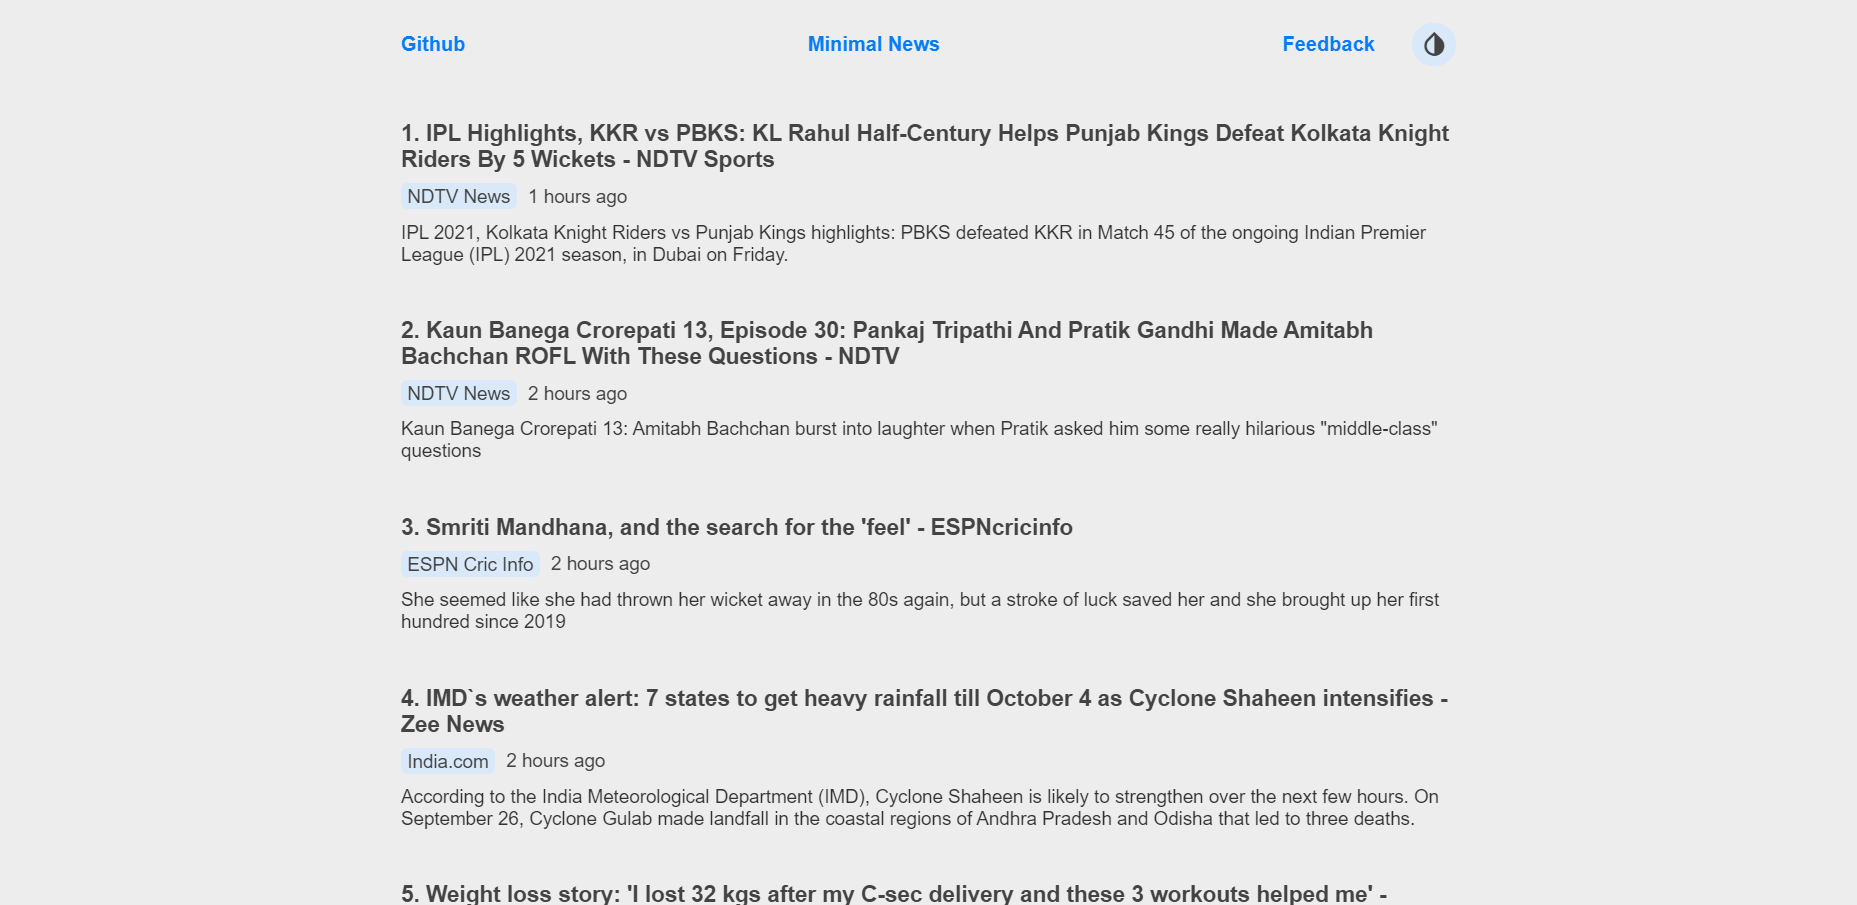 Github
Minimal News
Feedback
1. IPL Highlights, KKR vs PBKS: KL Rahul Half-Century Helps Punjab Kings Defeat Kolkata Knight
Riders By 5 Wickets - NDTV Sports
NDTV News 1 hours ago
IPL 2021, Kolkata Knight Riders vs Punjab Kings highlights: PBKS defeated KKR in Match 45 of the ongoing Indian Premier
League (IPL) 2021 season, in Dubai on Friday.
2. Kaun Banega Crorepati 13, Episode 30: Pankaj Tripathi And Pratik Gandhi Made Amitabh
Bachchan ROFL With These Questions - NDTV
NDTV News 2 hours ago
Kaun Banega Crorepati 13: Amitabh Bachchan burst into laughter when Pratik asked him some really hilarious "middle-class"
questions
3. Smriti Mandhana, and the search for the 'feel' - ESPNcricinfo
ESPN Cric Info 2 hours ago
She seemed like she had thrown her wicket away in the 80s again, but a stroke of luck saved her and she brought up her first
hundred since 2019
4. IMD`s weather alert: 7 states to get heavy rainfall till October 4 as Cyclone Shaheen intensifies -
Zee News
India.com 2 hours ago
According to the India Meteorological Department (IMD), Cyclone Shaheen is likely to strengthen over the next few hours. On
September 26, Cyclone Gulab made landfall in the coastal regions of Andhra Pradesh and Odisha that led to three deaths.
5. Weight loss story: 'I lost 32 kgs after my C-sec delivery and these 3 workouts helped me' -